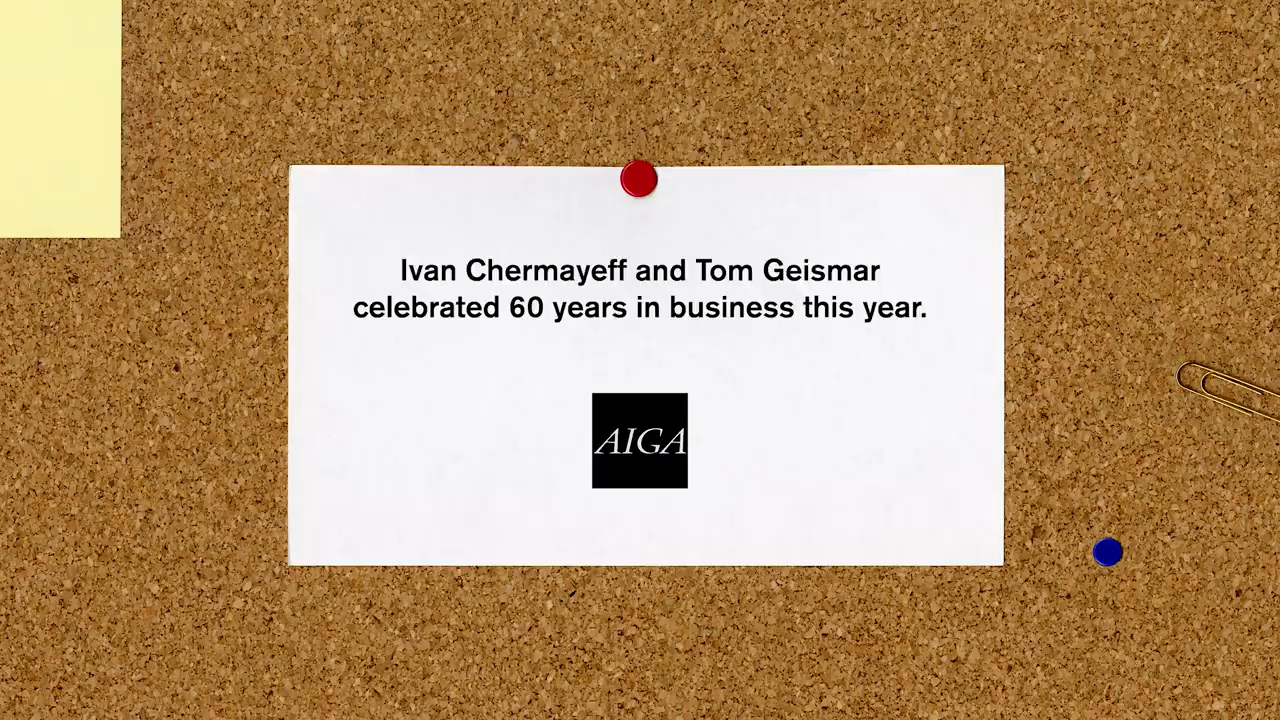 Ivan Chermayeff and Tom Geismar
celebrated 60 years in business this year.
AIGA